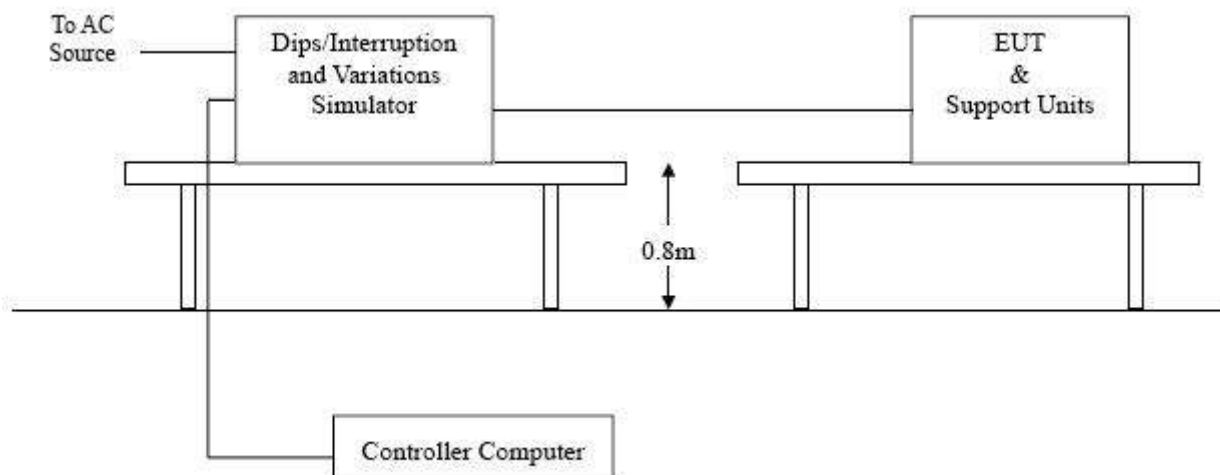 To AC
Source
Dips/Interruption
and Variations
Simulator
EUT
&
Support Units
0.8m
Controller Computer